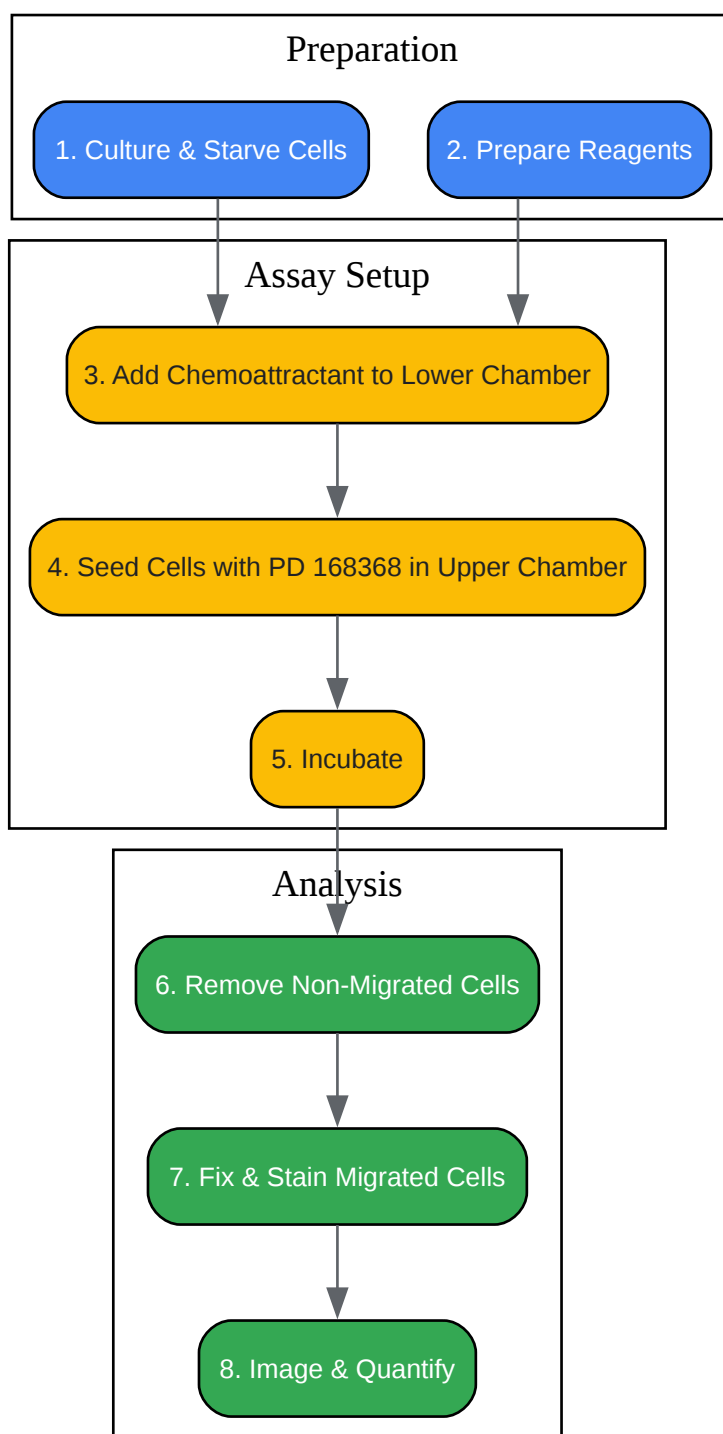 Preparation
1. Culture & Starve Cells
2. Prepare Reagents
Assay Setup
3. Add Chemoattractant to Lower Chamber
4. Seed Cells with PD 168368 in Upper Chamber
5. Incubate
Analysis
6. Remove Non-Migrated Cells
7. Fix & Stain Migrated Cells
8. Image & Quantify